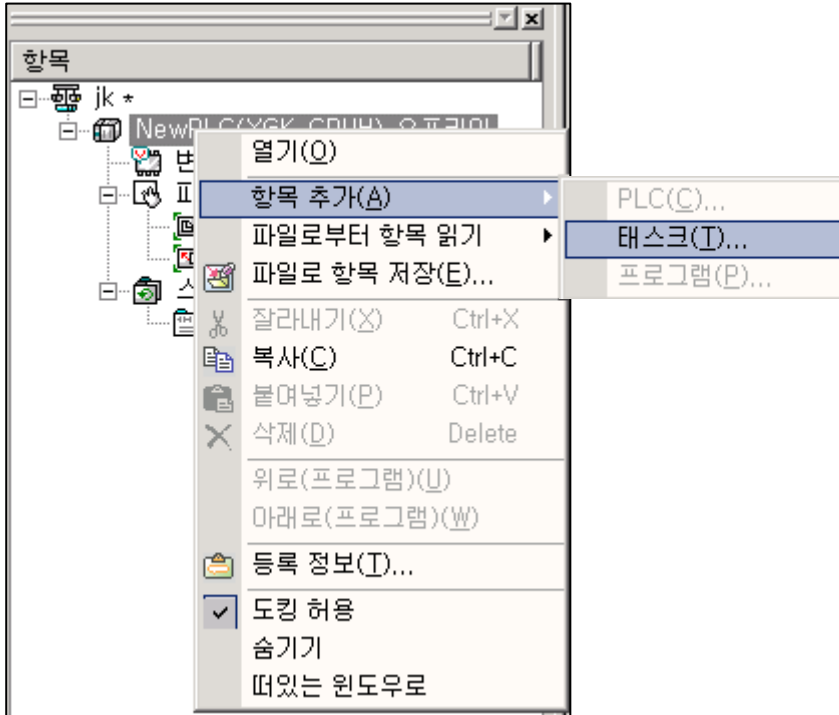 항목
jk *
NewPLC(XGK-CPUH)-오프라인
열기(O)
항목 추가(A)
PLC(C)...
파일로부터 항목 읽기
태스크(T)...
파일로 항목 저장(E)...
프로그램(P)...
잘라내기(X) Ctrl+X
복사(C) Ctrl+C
붙여넣기(P) Ctrl+V
삭제(D) Delete
위로(프로그램)(U)
아래로(프로그램)(W)
등록 정보(T)...
도킹 허용
숨기기
떠있는 윈도우로